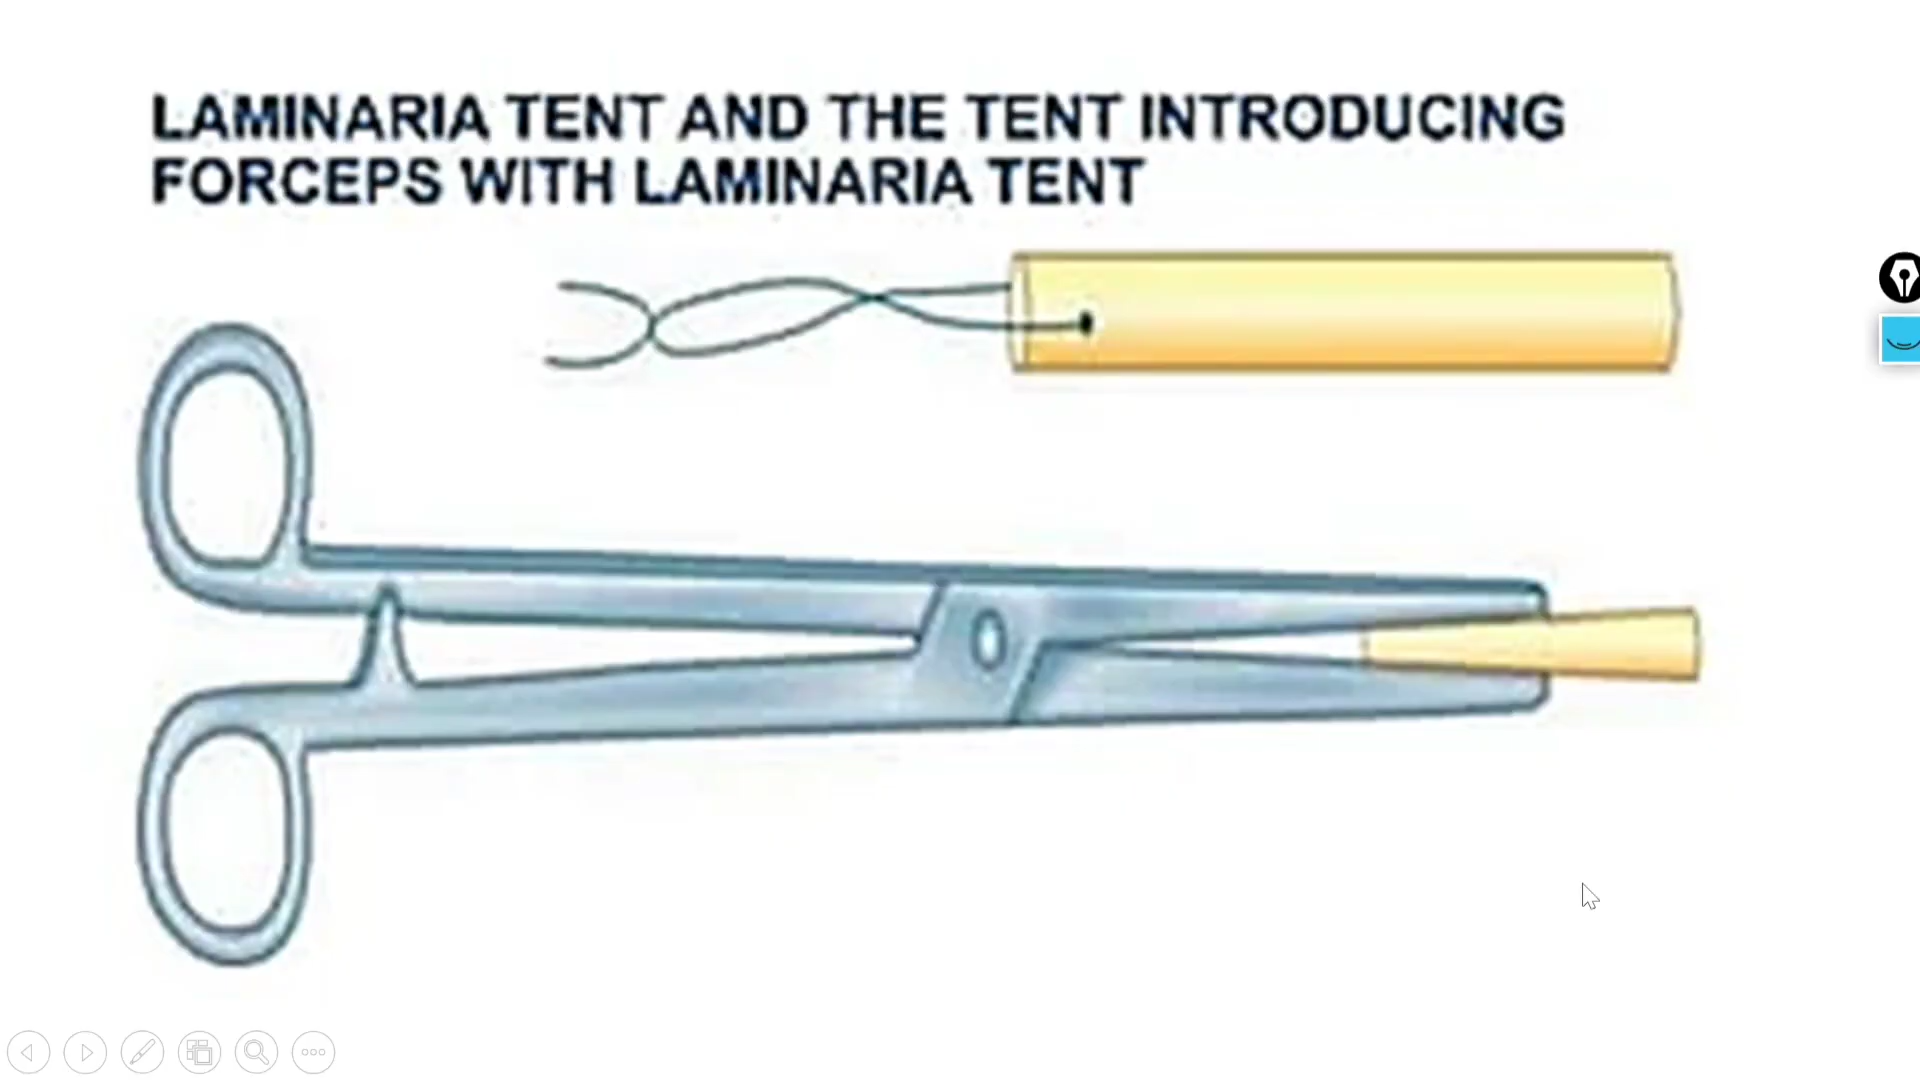 LAMINARIA TENT AND THE TENT INTRODUCING
FORCEPS WITH LAMINARIA TENT